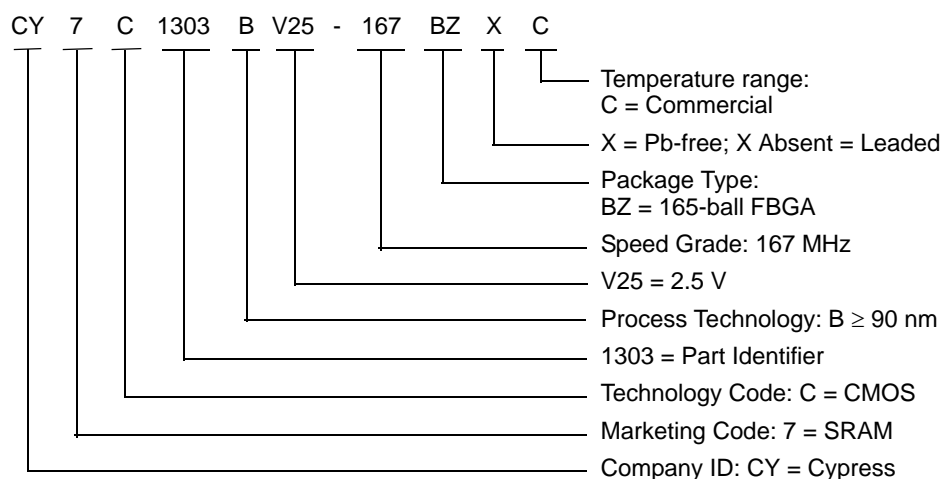 CY 7 C 1303 B V25 - 167 BZ X C
Temperature range:
C = Commercial
X = Pb-free; X Absent = Leaded
Package Type:
BZ = 165-ball FBGA
Speed Grade: 167 MHz
V25 = 2.5 V
Process Technology: B ≥ 90 nm
1303 = Part Identifier
Technology Code: C = CMOS
Marketing Code: 7 = SRAM
Company ID: CY = Cypress